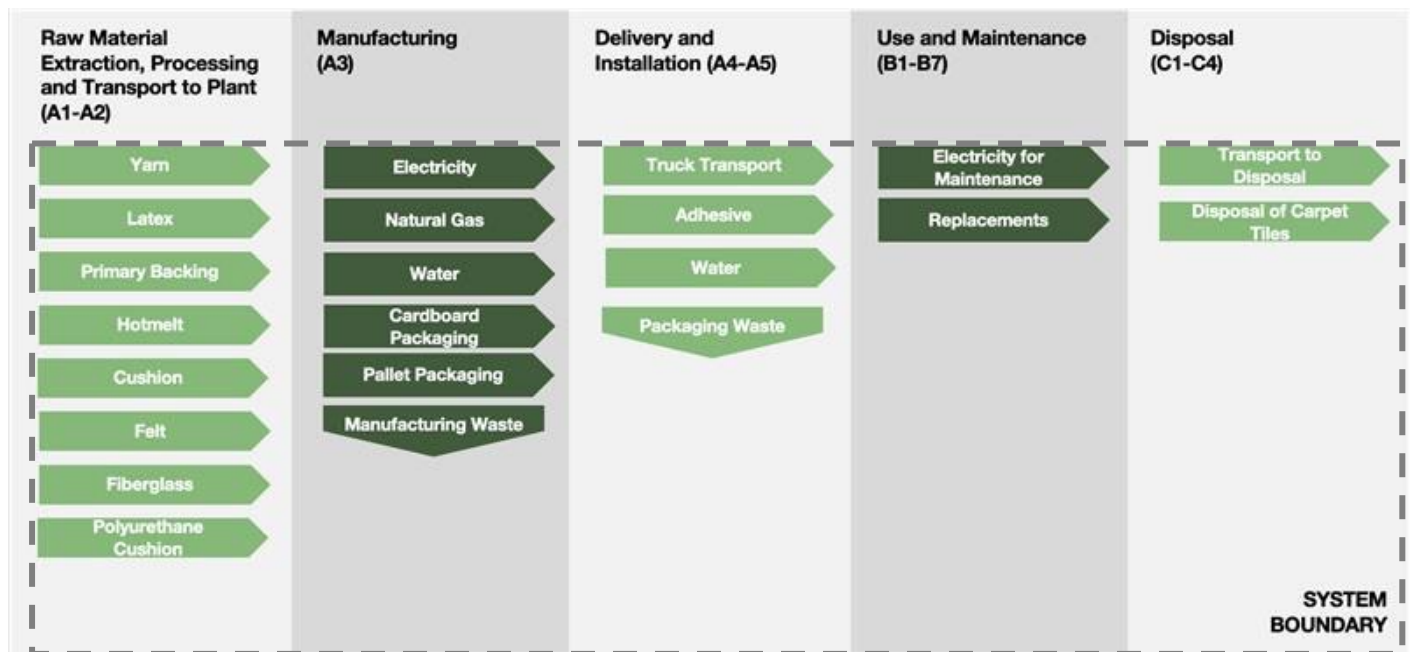 Raw Material
Extraction, Processing
and Transport to Plant
(A1-A2)
Yarn
Latex
Primary Backing
Hotmelt
Cushion
Felt
Fiberglass
Polyurethane
Cushion
Manufacturing
(A3)
Electricity
Natural Gas
Water
Cardboard
Packaging
Pallet Packaging
Manufacturing Waste
Delivery and
Installation (A4-A5)
Truck Transport
Adhesive
Water
Packaging Waste
Use and Maintenance
(B1-B7)
Electricity for
Maintenance
Replacements
Disposal
(C1-C4)
Transport to
Disposal
Disposal of Carpet
Tiles
SYSTEM
BOUNDARY